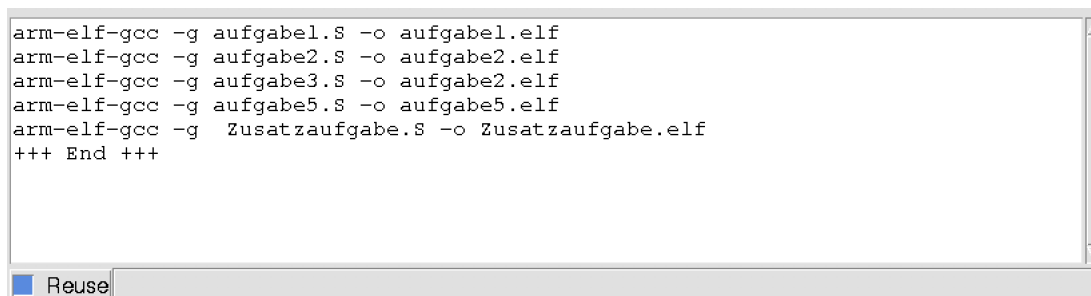 arm-elf-gcc -g aufgabe1.S -o aufgabe1.elf
arm-elf-gcc -g aufgabe2.S -o aufgabe2.elf
arm-elf-gcc -g aufgabe3.S -o aufgabe2.elf
arm-elf-gcc -g aufgabe5.S -o aufgabe5.elf
arm-elf-gcc -g  Zusatzaufgabe.S -o Zusatzaufgabe.elf
+++ End +++
Reuse